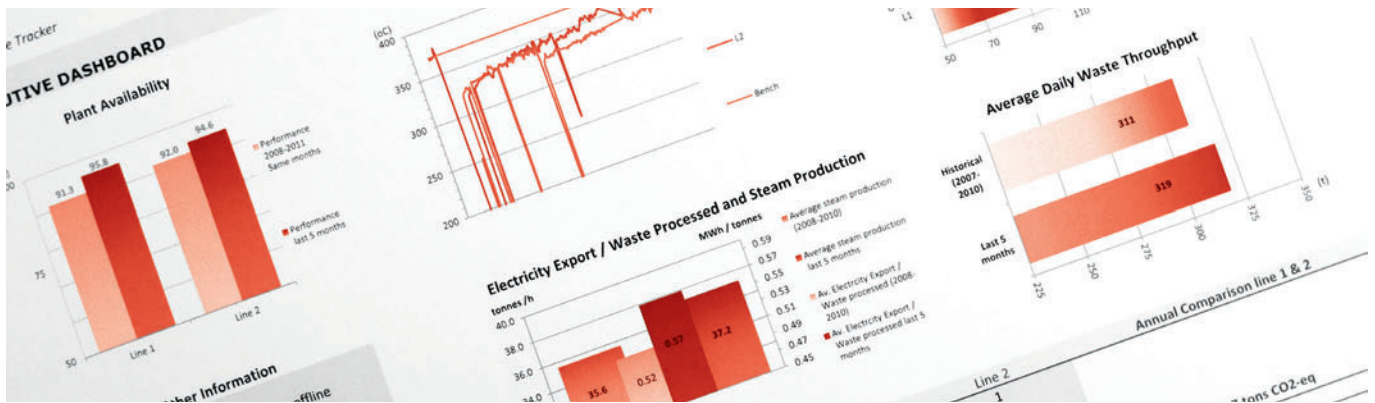 e Tracker
UTIVE DASHBOARD
Plant Availability
91.3
95.8
92.0
94.6
75
50
Line 1
Line 2
Performance
2008-2011
Same months
Performance
last 5 months
ther Information
offline
(oC)
400
350
300
250
200
L2
Bench
Electricity Export / Waste Processed and Steam Production
tonnes /h
MWh / tonnes
40.0
38.0
36.0
34.0
35.6
0.52
0.57
37.2
0.59
0.57
0.55
0.53
0.51
0.49
0.47
0.45
Average steam production
(2008-2010)
Average steam production
last 5 months
Av. Electrcity Export /
Waste processed (2008-
2010)
Av. Electrcity Export /
Waste processed last 5
months
L1
50
70
90
110
Average Daily Waste Throughput
Historical
(2007-
2010)
311
Last 5
months
319
225
250
275
300
325
350
(t)
Annual Comparison line 1 & 2
Line 2
1
tons CO2-eq